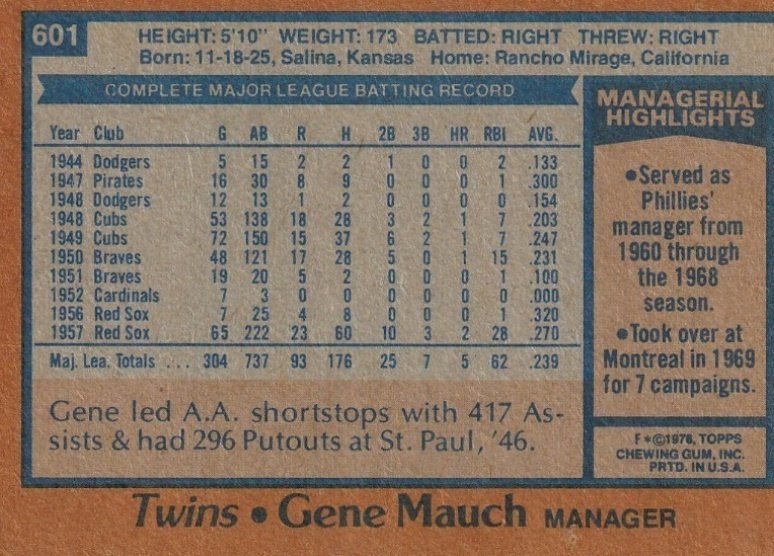 601
HEIGHT: 5'10" WEIGHT: 173 BATTED: RIGHT THREW: RIGHT
Born: 11-18-25, Salina, Kansas Home: Rancho Mirage, California
COMPLETE MAJOR LEAGUE BATTING RECORD
Year Club G AB R H 2B 3B HR RBI AVG.
1944 Dodgers 5 15 2 2 1 0 0 2 .133
1947 Pirates 16 30 8 9 0 0 0 1 .300
1948 Dodgers 12 13 1 2 0 0 0 0 .154
1948 Cubs 53 138 18 28 3 2 1 7 .203
1949 Cubs 72 150 15 37 6 2 1 7 .247
1950 Braves 48 121 17 28 5 0 1 15 .231
1951 Braves 19 20 5 2 0 0 0 1 .100
1952 Cardinals 7 3 0 0 0 0 0 0 .000
1956 Red Sox 7 25 4 8 0 0 0 1 .320
1957 Red Sox 65 222 23 60 10 3 2 28 .270
Maj. Lea. Totals ... 304 737 93 176 25 7 5 62 .239
Gene led A.A. shortstops with 417 As-
sists & had 296 Putouts at St. Paul, '46.
MANAGERIAL
HIGHLIGHTS
•Served as
Phillies'
manager from
1960 through
the 1968
season.
•Took over at
Montreal in 1969
for 7 campaigns.
F*©1978, TOPPS
CHEWING GUM, INC.
PRTD. IN U.S.A.
Twins • Gene Mauch MANAGER